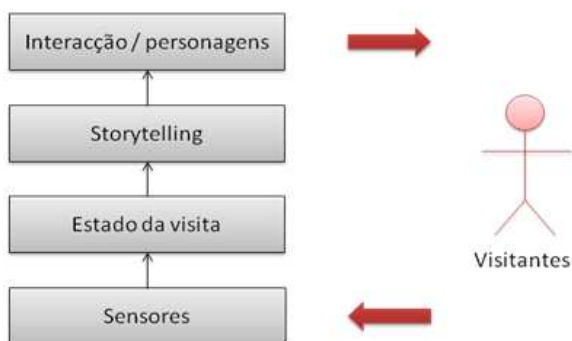 Interacção / personagens
Storytelling
Estado da visita
Sensores
Visitantes